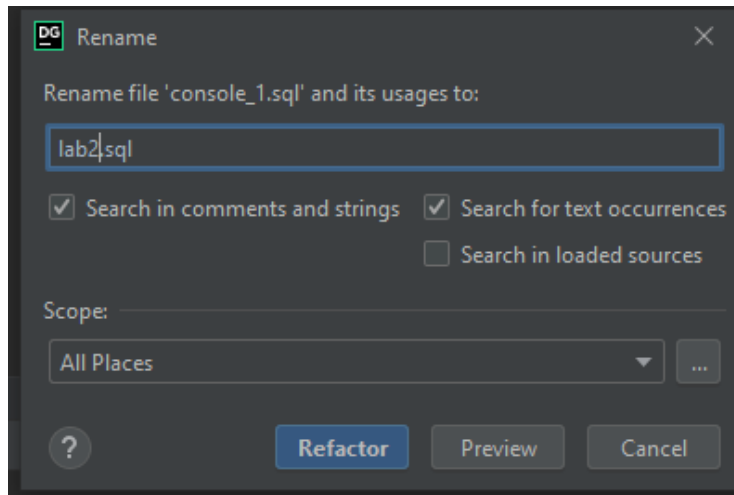 DG Rename
Rename file 'console_1.sql' and its usages to:
lab2.sql
Search in comments and strings Search for text occurrences
Search in loaded sources
Scope:
All Places ...
? Refactor Preview Cancel